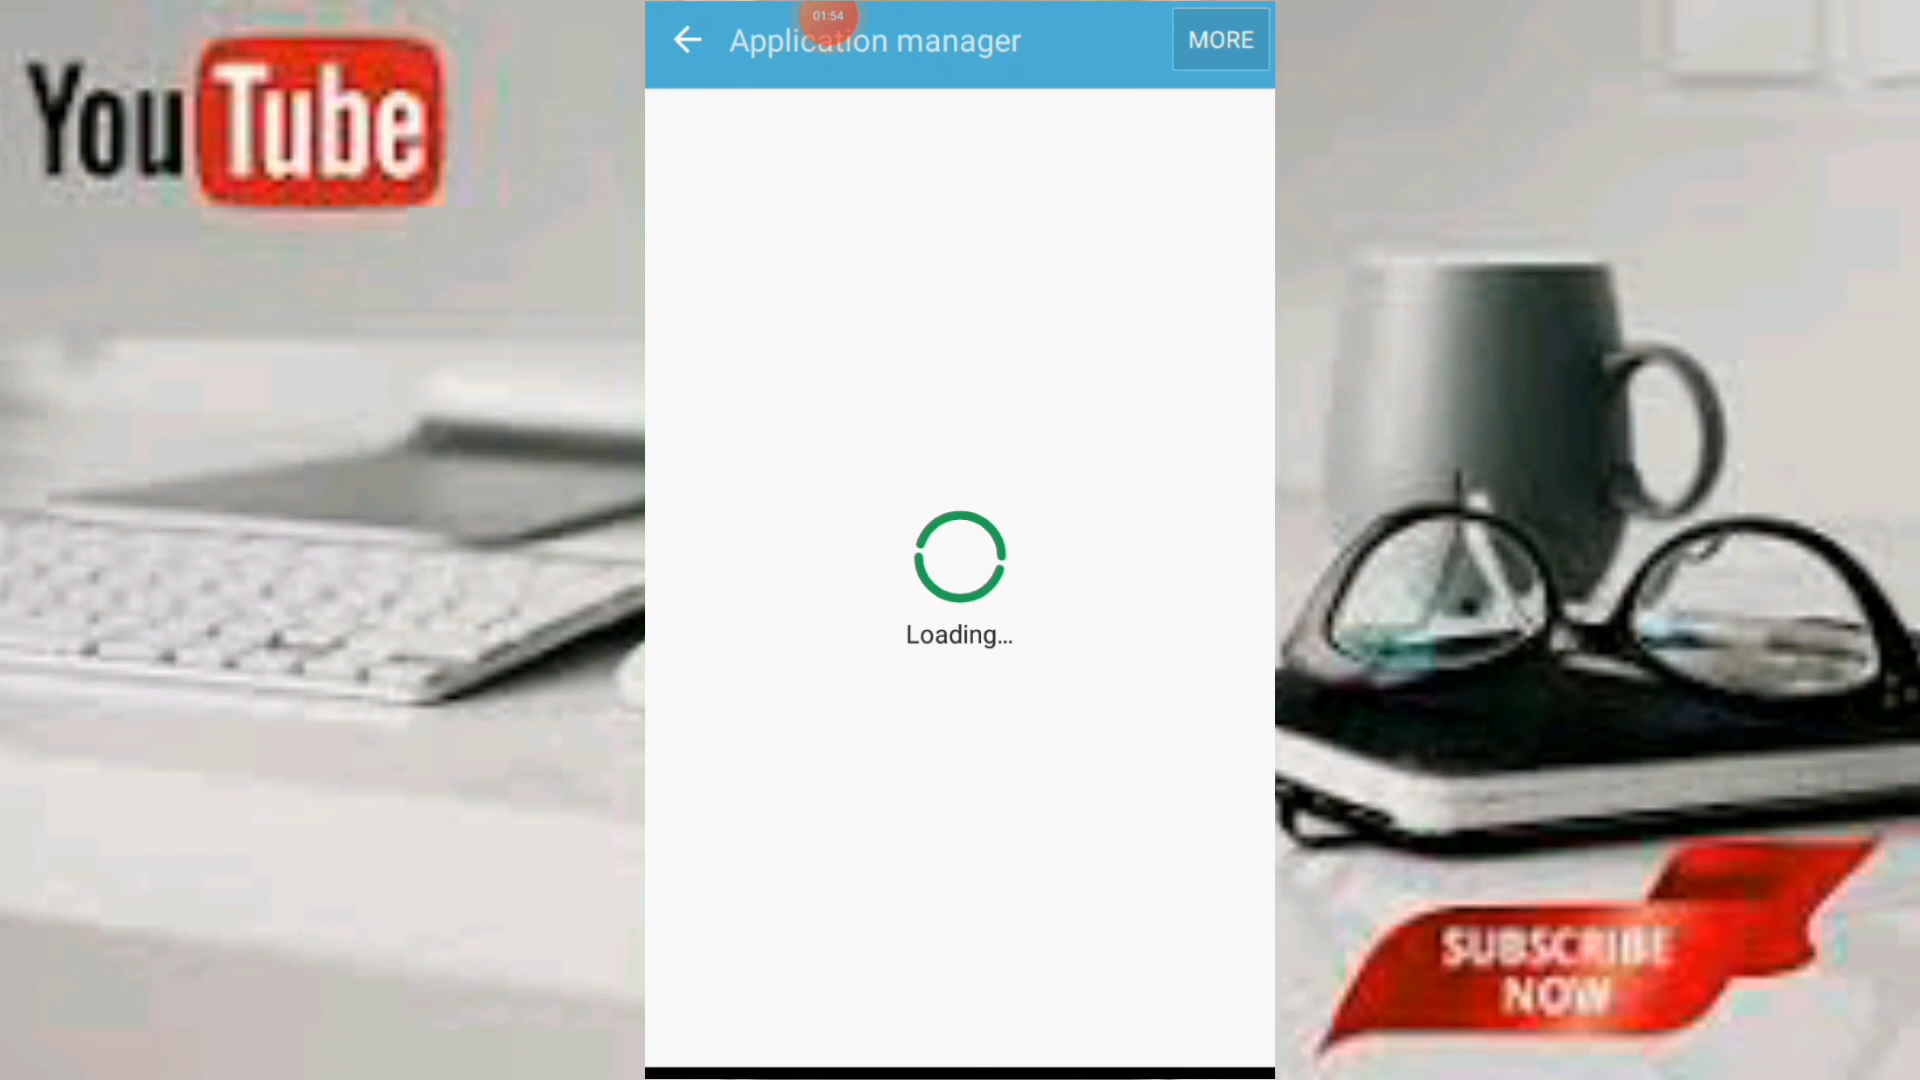 YouTube
01:54
Application manager
MORE
Loading...
SUBSCRIBE
NOW